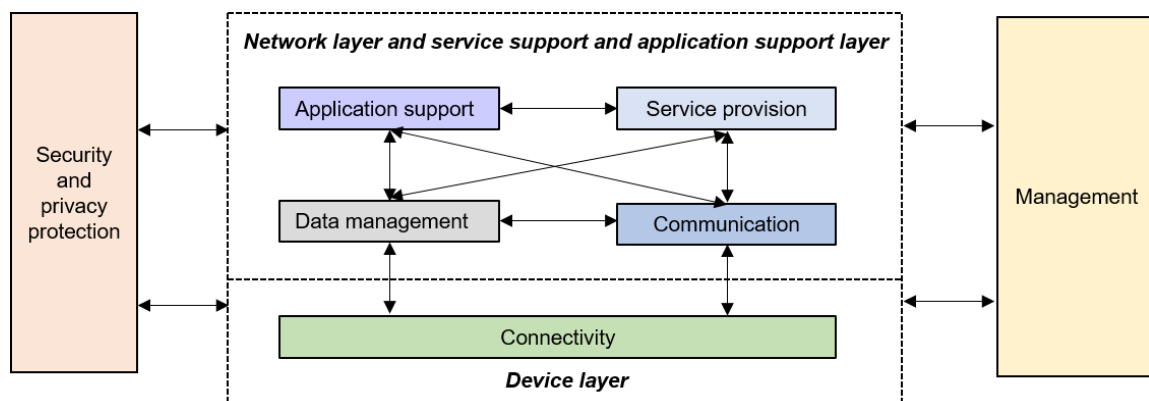 Network layer and service support and application support layer
Application support
Service provision
Security
and
privacy
protection
Management
Data management
Communication
Connectivity
Device layer